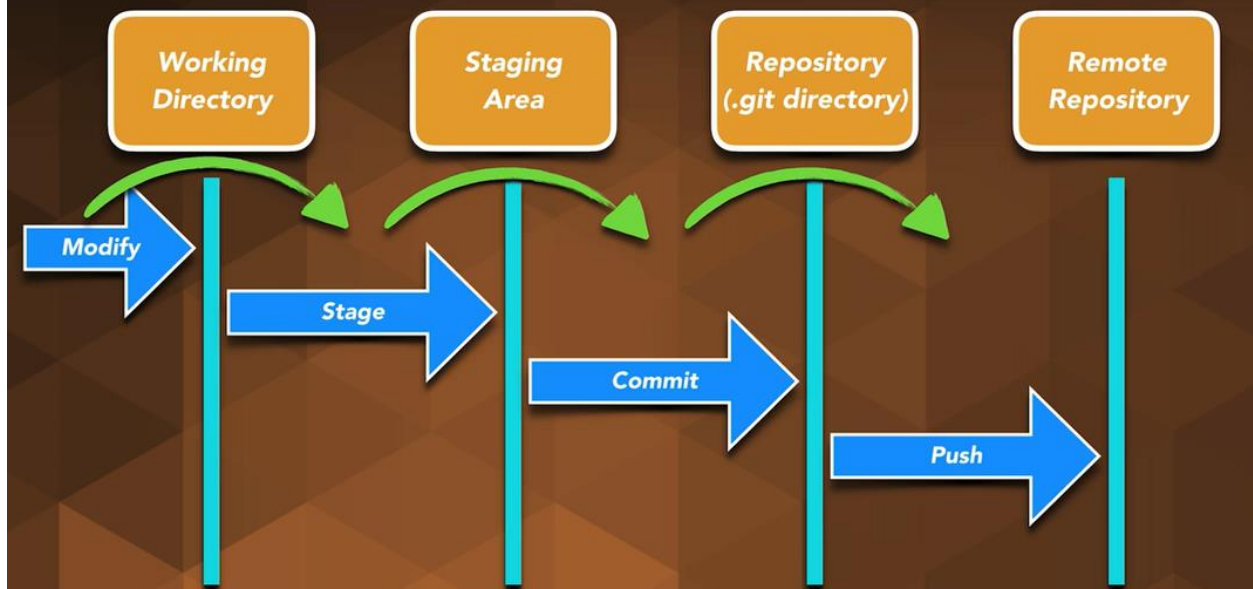 Working
Directory
Staging
Area
Repository
(.git directory)
Remote
Repository
Modify
Stage
Commit
Push